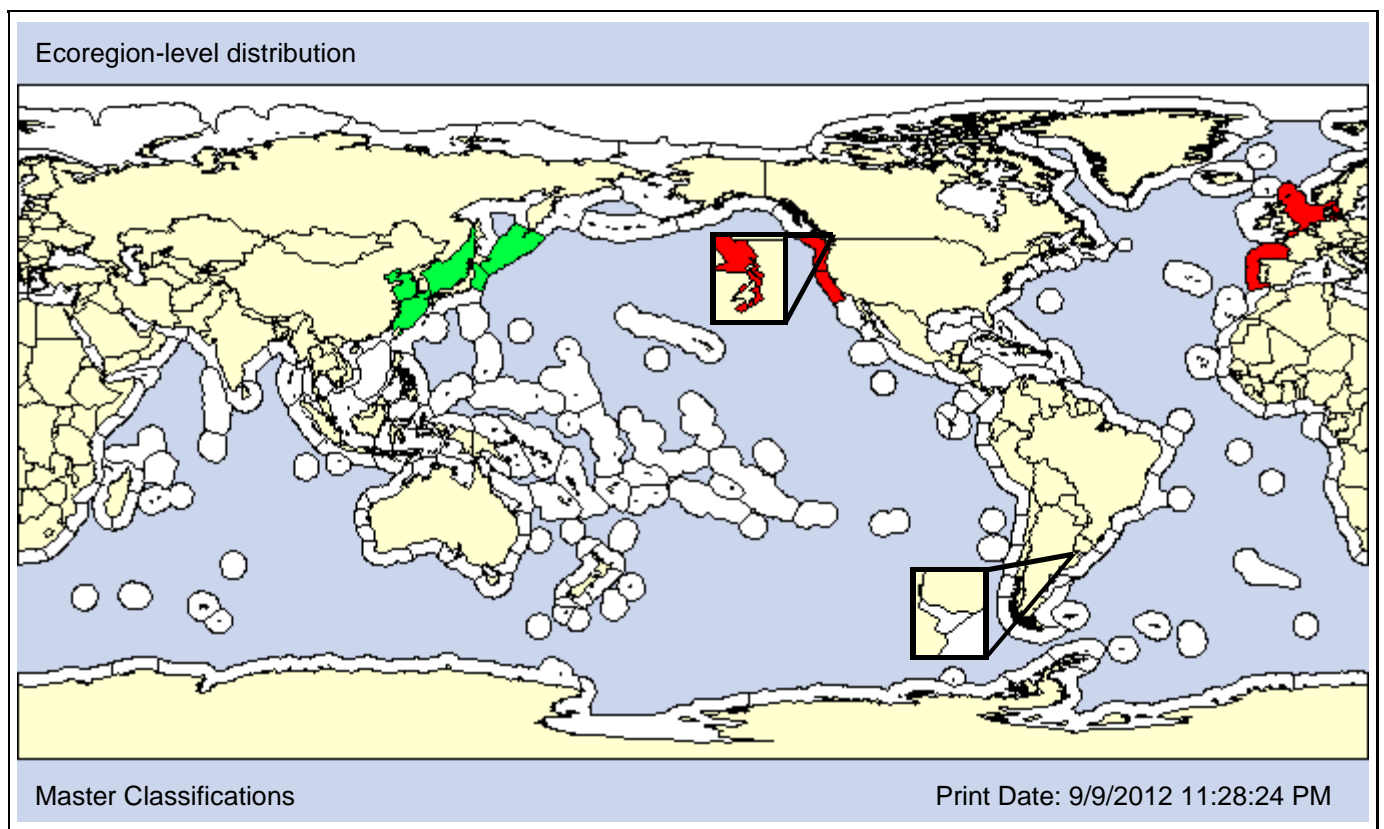 Ecoregion-level distribution
Master Classifications
Print Date: 9/9/2012 11:28:24 PM